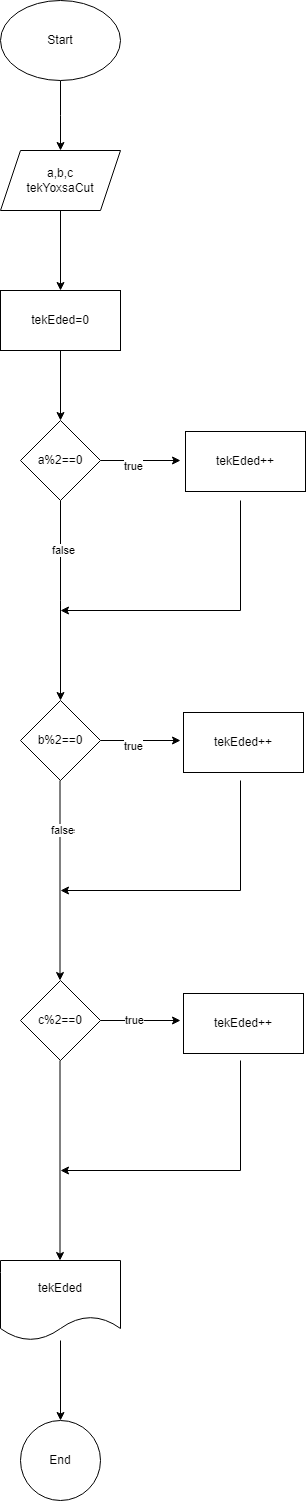 Start
a,b,c
tekYoxsaCut
tekEded=0
a%2==0
true
tekEded++
false
b%2==0
true
tekEded++
false
c%2==0
true
tekEded++
tekEded
End